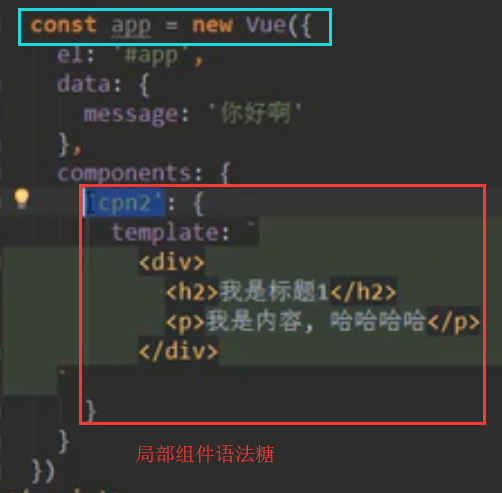 const app = new Vue({
el: '#app',
data: {
message: '你好啊'
},
components: {
'cpn2': {
template: `
<div>
<h2>我是标题1</h2>
<p>我是内容, 哈哈哈哈</p>
</div>
`
}
}
})
局部组件语法糖